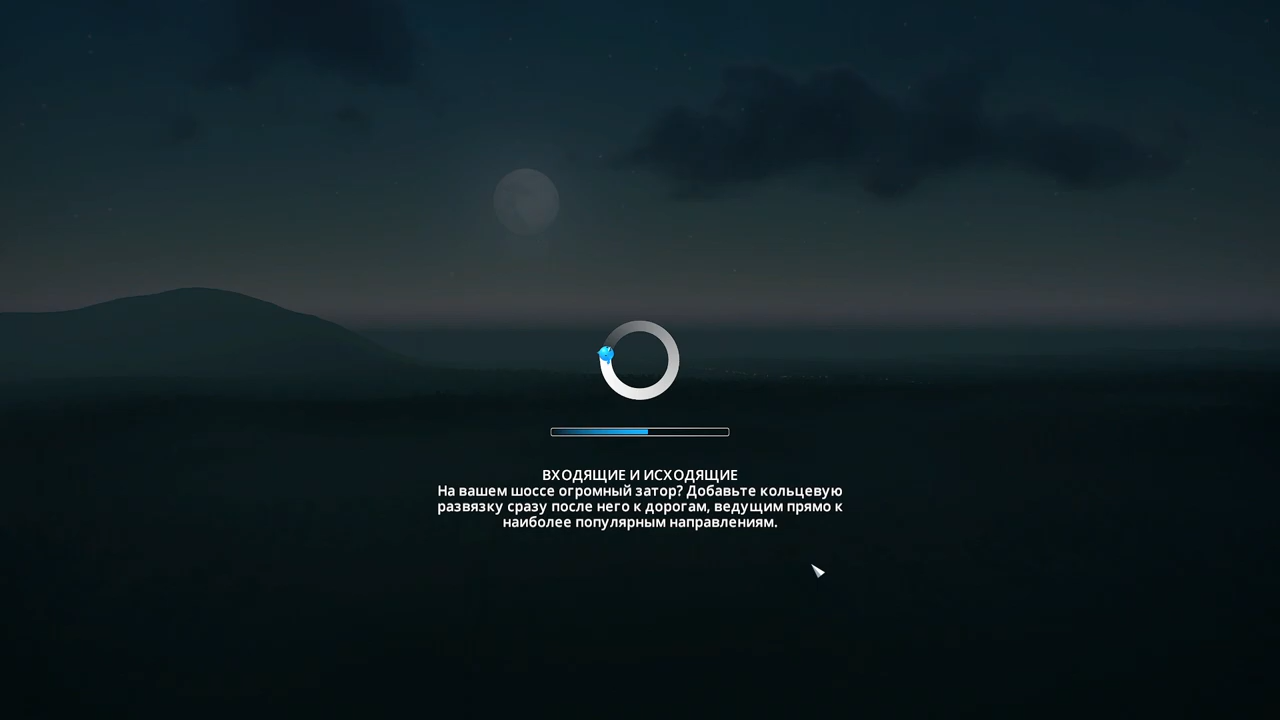 ВХОДЯЩИЕ И ИСХОДЯЩИЕ
На вашем шоссе огромный затор? Добавьте кольцевую
развязку сразу после него к дорогам, ведущим прямо к
наиболее популярным направлениям.